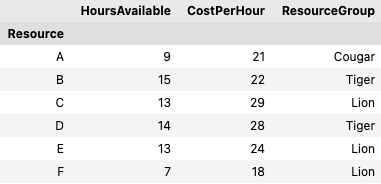 HoursAvailable CostPerHour ResourceGroup
Resource
A 9 21 Cougar
B 15 22 Tiger
C 13 29 Lion
D 14 28 Tiger
E 13 24 Lion
F 7 18 Lion